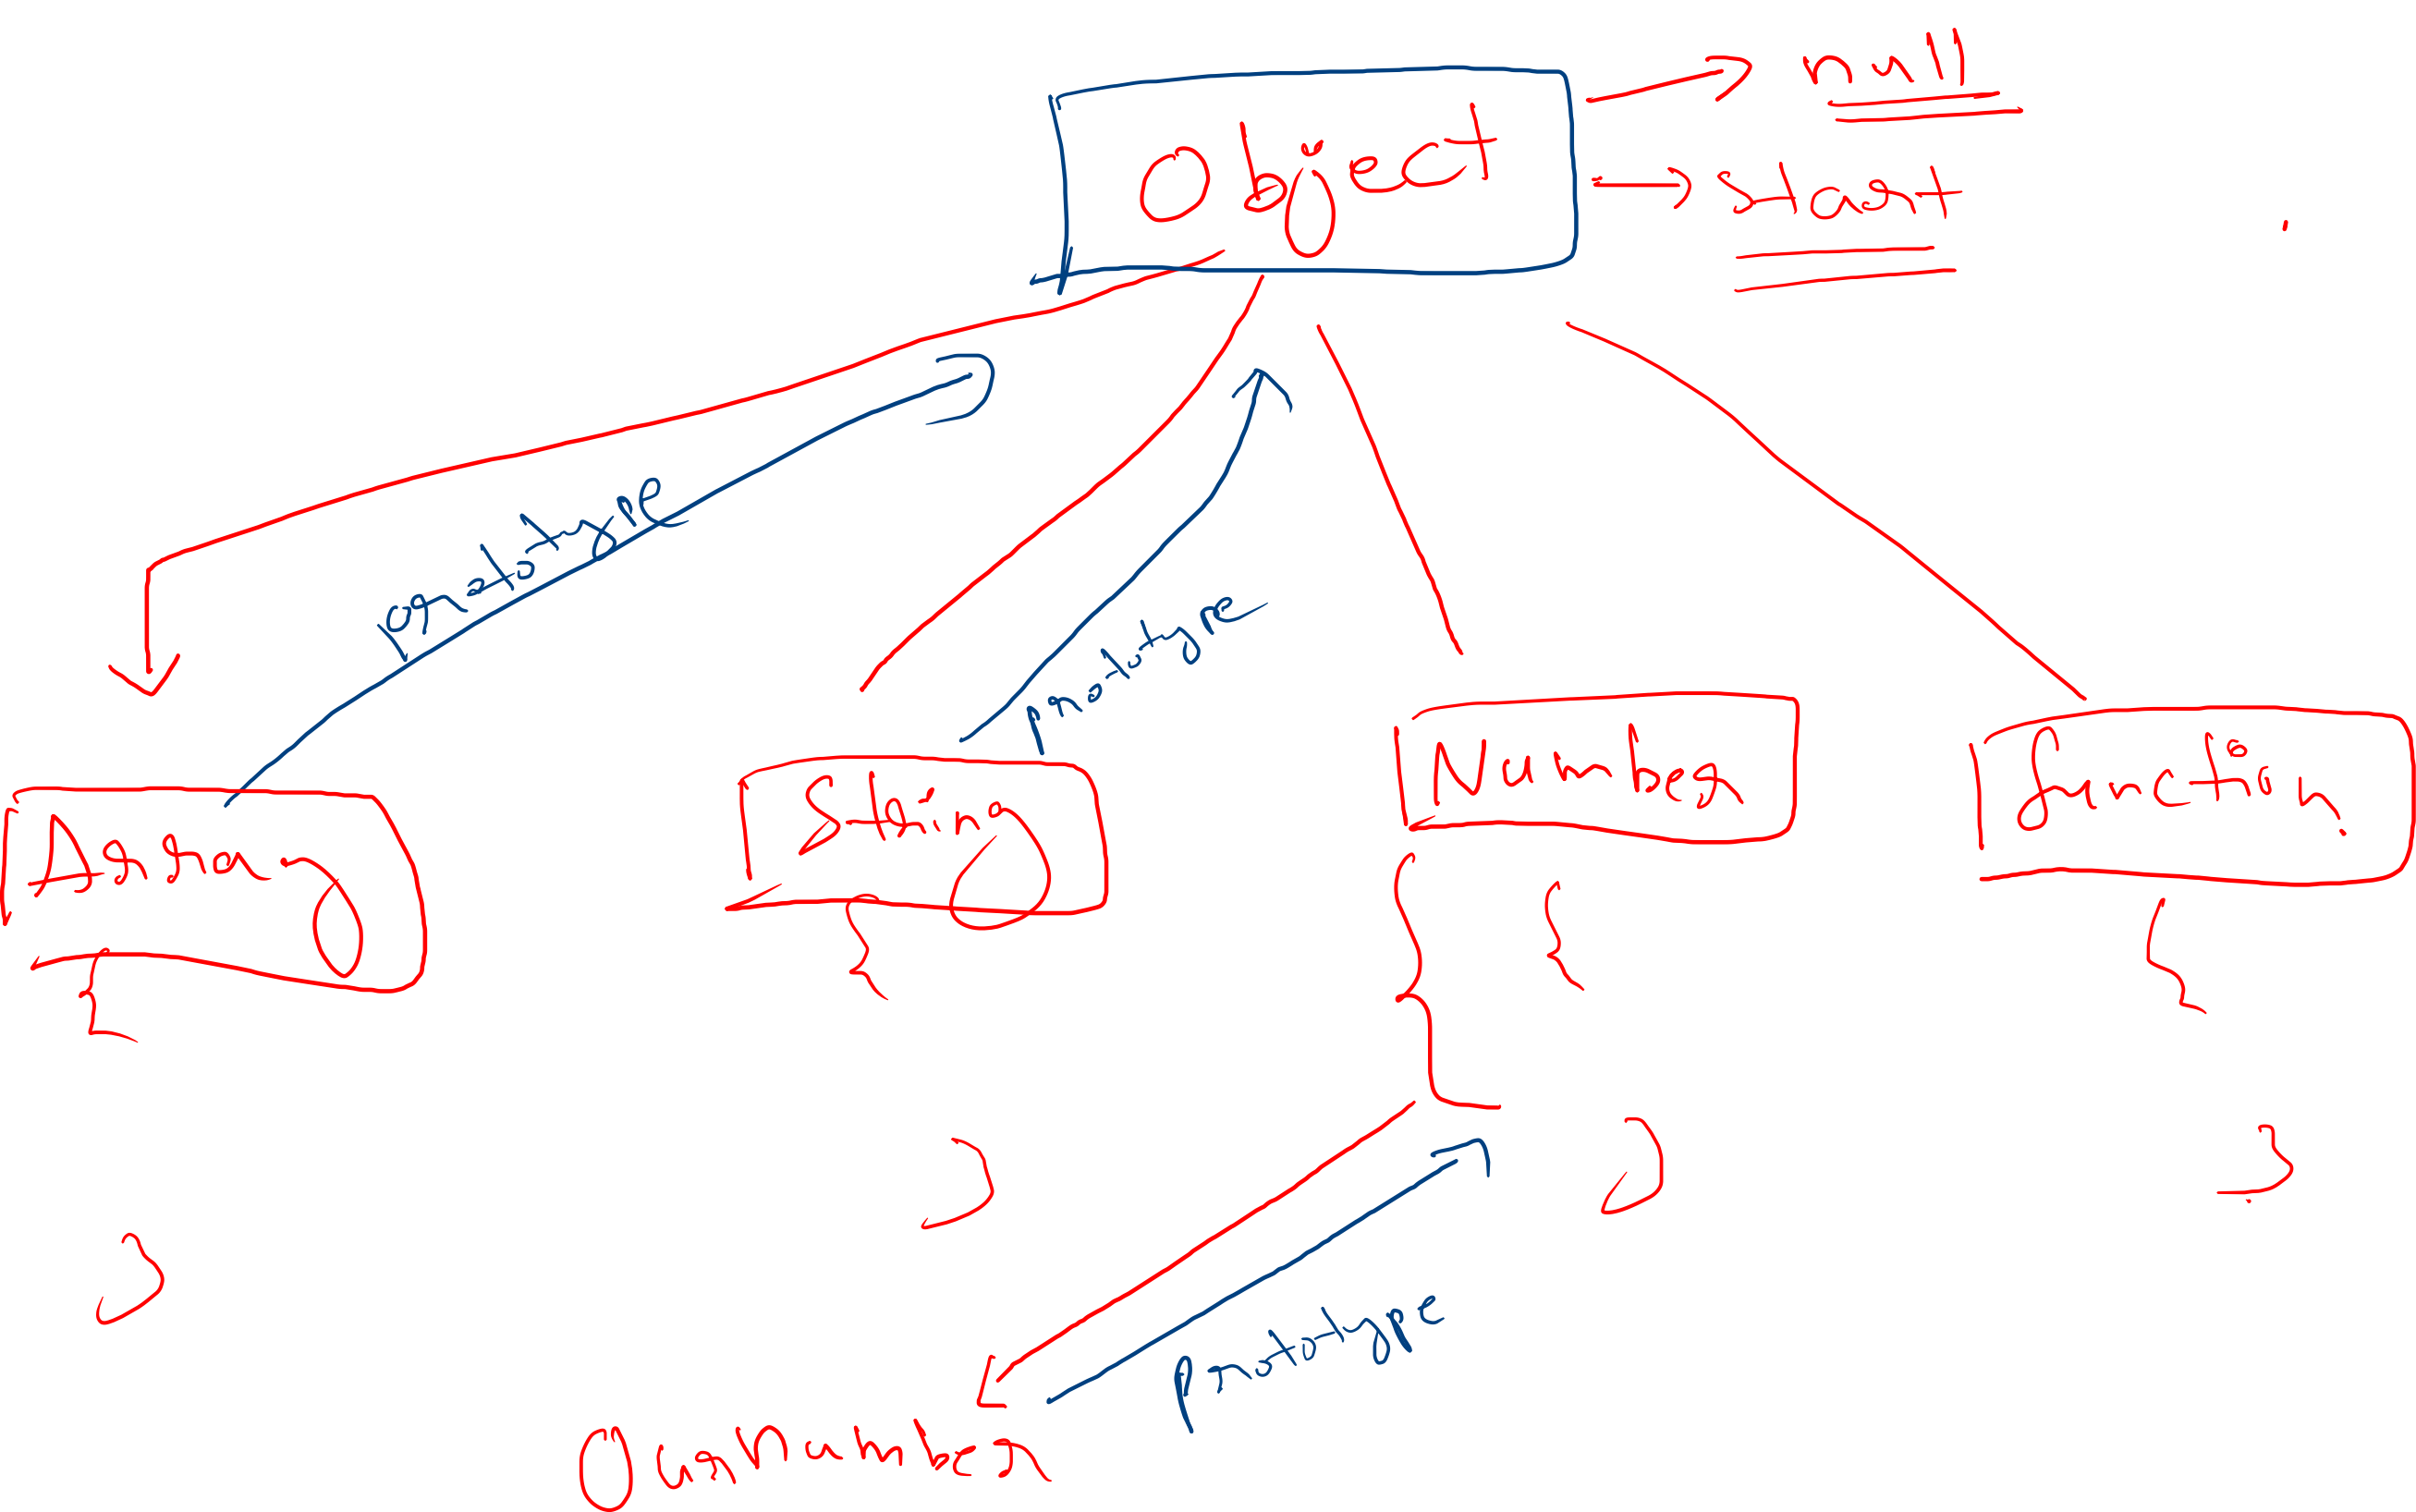 Object
null
start
prototype
prototype
Array
String
Number
function
{
{
{
{
{
}
}
}
}
prototype
OurNumber